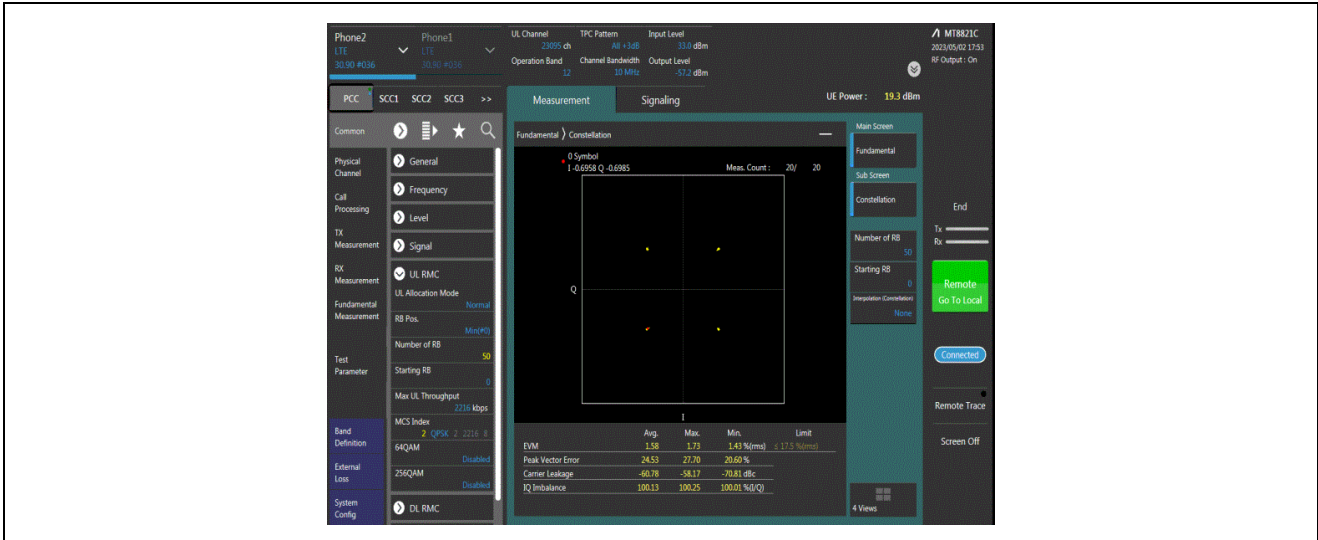 Phone2
LTE
30.90 #036
Phone1
LTE
30.90 #036
UL Channel
23095 ch
TPC Pattern
All +3dB
Input Level
33.0 dBm
Operation Band
12
Channel Bandwidth
10 MHz
Output Level
-57.2 dBm
MT8821C
2023/05/02 17:53
RF Output : On
PCC SCC1 SCC2 SCC3 >>
Measurement
Signaling
UE Power : 19.3 dBm
Common
Physical
Channel
Call
Processing
TX
Measurement
RX
Measurement
Fundamental
Measurement
Test
Parameter
Band
Definition
External
Loss
System
Config
General
Frequency
Level
Signal
UL RMC
UL Allocation Mode
Normal
RB Pos.
Min(#0)
Number of RB
50
Starting RB
0
Max UL Throughput
2216 kbps
MCS Index
2 QPSK 2 2216 8
64QAM
Disabled
256QAM
Disabled
DL RMC
Fundamental 〉 Constellation
0 Symbol
I -0.6958 Q -0.6985
Meas. Count : 20/ 20
Q
I
Avg. Max. Min. Limit
EVM 1.58 1.73 1.43 %(rms) ≤ 17.5 %(rms)
Peak Vector Error 24.53 27.70 20.60 %
Carrier Leakage -60.78 -58.17 -70.81 dBc
IQ Imbalance 100.13 100.25 100.01 %(I/Q)
Main Screen
Fundamental
Sub Screen
Constellation
Number of RB
50
Starting RB
0
Interpolation (Constellation)
None
4 Views
End
Tx
Rx
Remote
Go To Local
Connected
Remote Trace
Screen Off